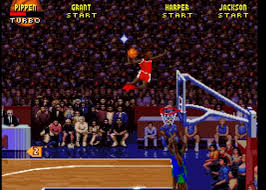 PIPPEN GRANT HARPER JACKSON
TURBO START START START
2